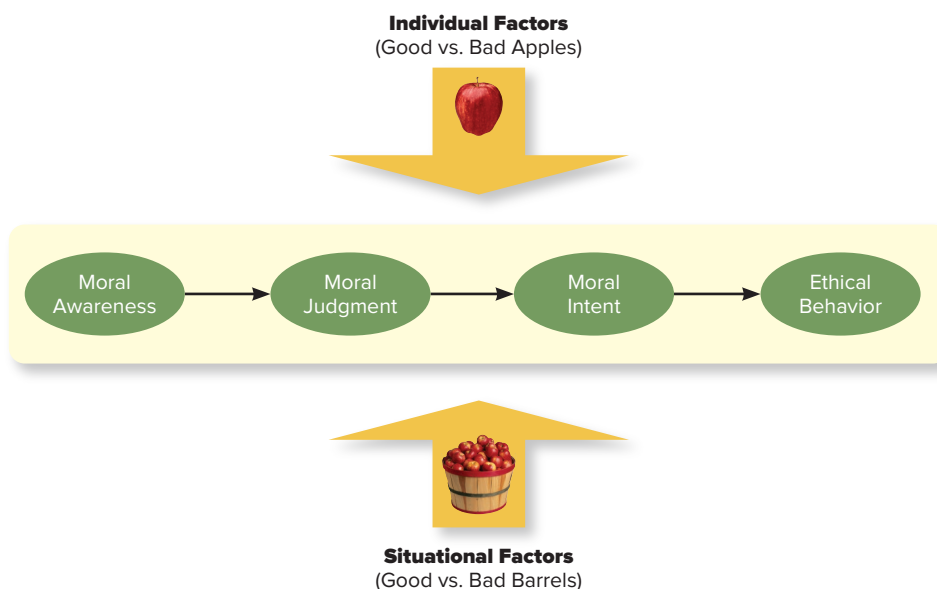 Individual Factors
(Good vs. Bad Apples)
Moral
Awareness
Moral
Judgment
Moral
Intent
Ethical
Behavior
Situational Factors
(Good vs. Bad Barrels)